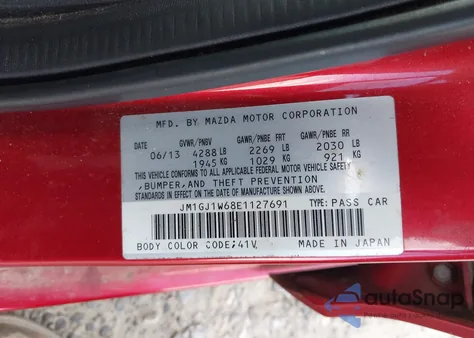 MFD. BY MAZDA MOTOR CORPORATION
DATE GVWR/PNBV GAWR/PNBE FRT GAWR/PNBE RR
06/13 4288 LB 2269 LB 2030 LB
1945 KG 1029 KG 921 KG
THIS VEHICLE CONFORMS TO ALL APPLICABLE FEDERAL MOTOR VEHICLE SAFETY
, BUMPER, AND THEFT PREVENTION
STANDARDS IN EFFECT ON THE DATE OF MANUFACTURE SHOWN ABOVE.
JM1GJ1W68E1127691 TYPE: PASS CAR
BODY COLOR CODE: 41V MADE IN JAPAN
autoSnap